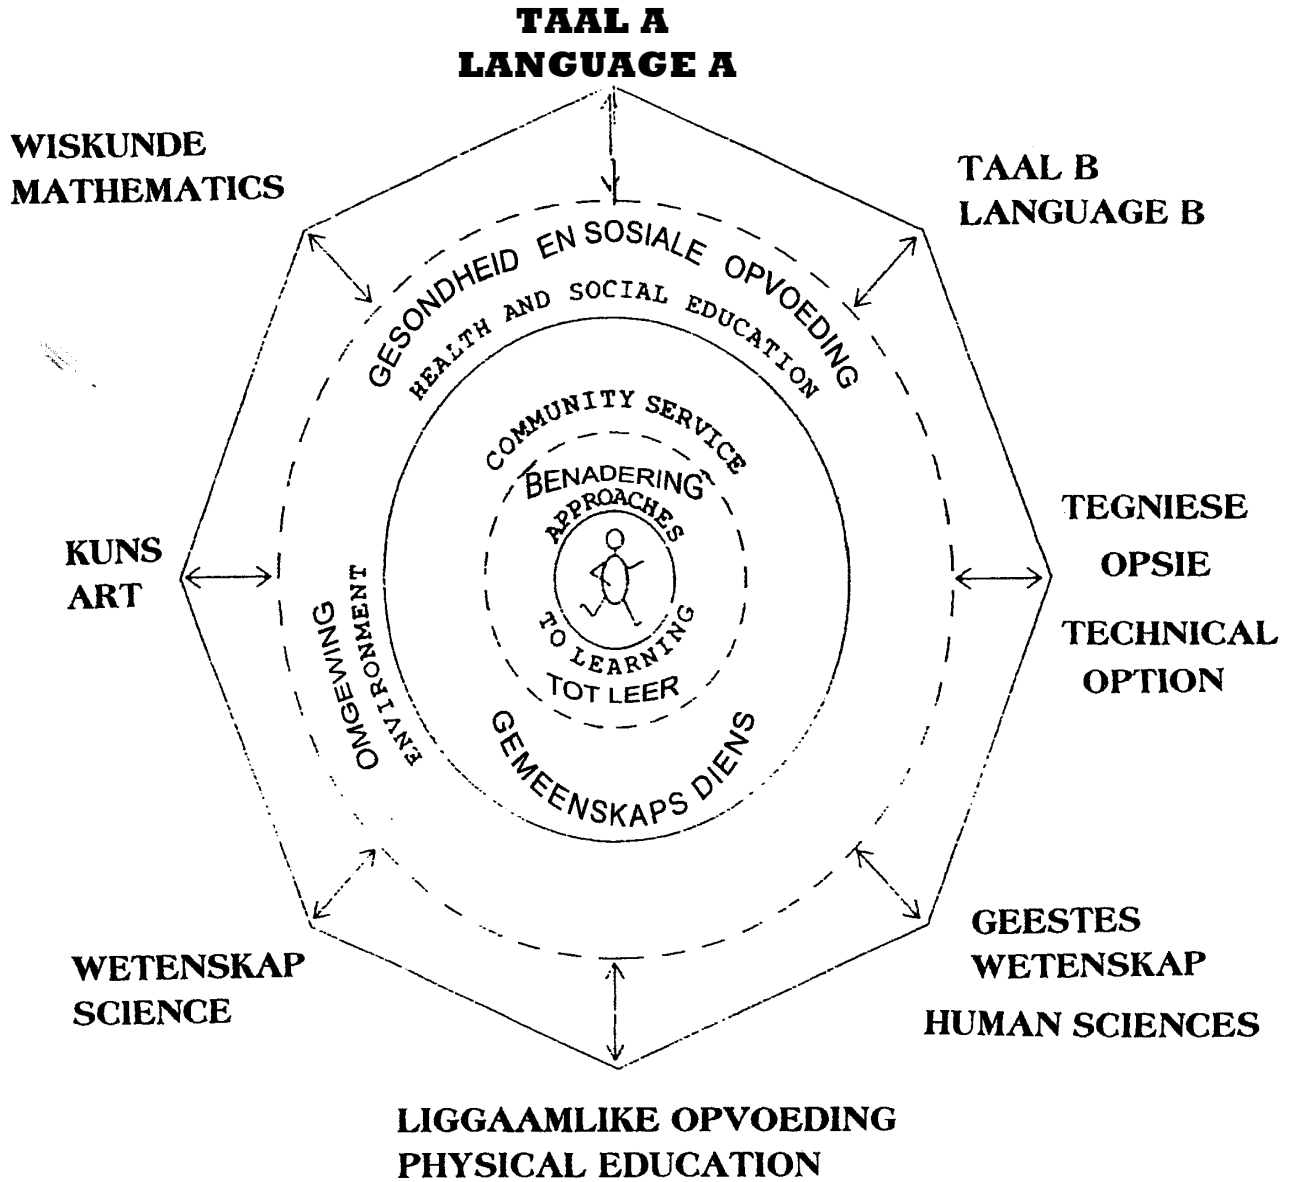 TAAL A
LANGUAGE A
WISKUNDE
MATHEMATICS
TAAL B
LANGUAGE B
GESONDHEID EN SOSIALE OPVOEDING
HEALTH AND SOCIAL EDUCATION
COMMUNITY SERVICE
BENADERING
APPROACHES
TO LEARNING
TOT LEER
GEMEENSKAPS DIENS
OMGEWING
ENVIRONMENT
KUNS
ART
TEGNIESE
OPSIE
TECHNICAL
OPTION
WETENSKAP
SCIENCE
GEESTES
WETENSKAP
HUMAN SCIENCES
LIGGAAMLIKE OPVOEDING
PHYSICAL EDUCATION